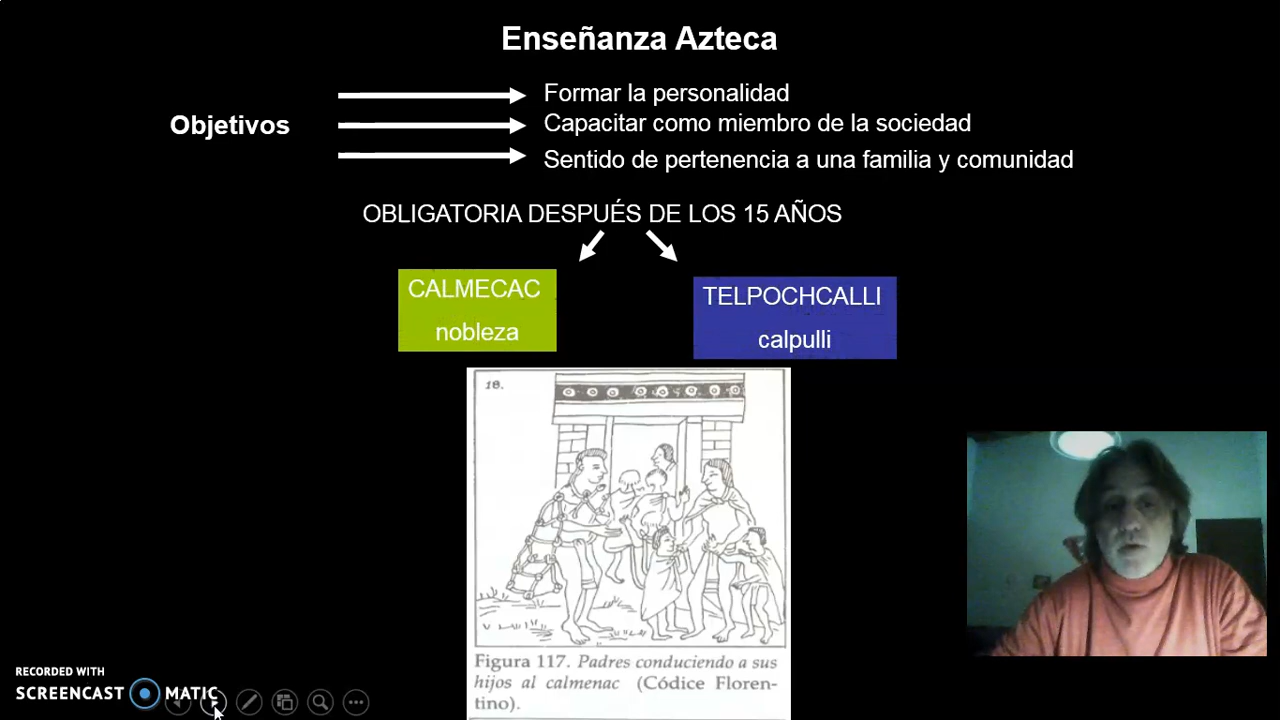 Enseñanza Azteca
Objetivos
Formar la personalidad
Capacitar como miembro de la sociedad
Sentido de pertenencia a una familia y comunidad
OBLIGATORIA DESPUÉS DE LOS 15 AÑOS
CALMECAC
nobleza
TELPOCHCALLI
calpulli
18.
Figura 117. Padres conduciendo a sus
hijos al calmenac (Códice Floren-
tino).
RECORDED WITH
SCREENCAST MATIC